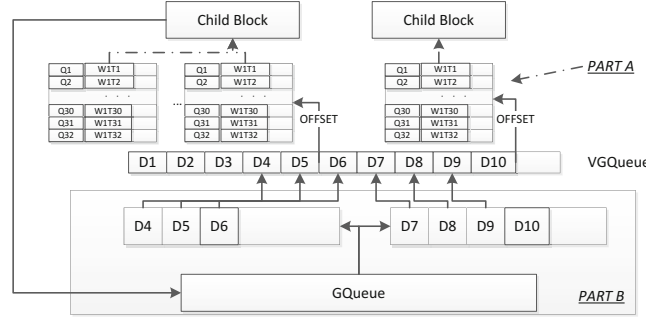 Child Block
Child Block
Q1 W1T1
Q2 W1T2
. . .
Q30 W1T30
Q31 W1T31
Q32 W1T32
...
Q1 W1T1
Q2 W1T2
. . .
Q30 W1T30
Q31 W1T31
Q32 W1T32
OFFSET
Q1 W1T1
Q2 W1T2
. . .
Q30 W1T30
Q31 W1T31
Q32 W1T32
OFFSET
PART A
D1 D2 D3 D4 D5 D6 D7 D8 D9 D10
VGQueue
D4 D5 D6
D7 D8 D9 D10
GQueue
PART B